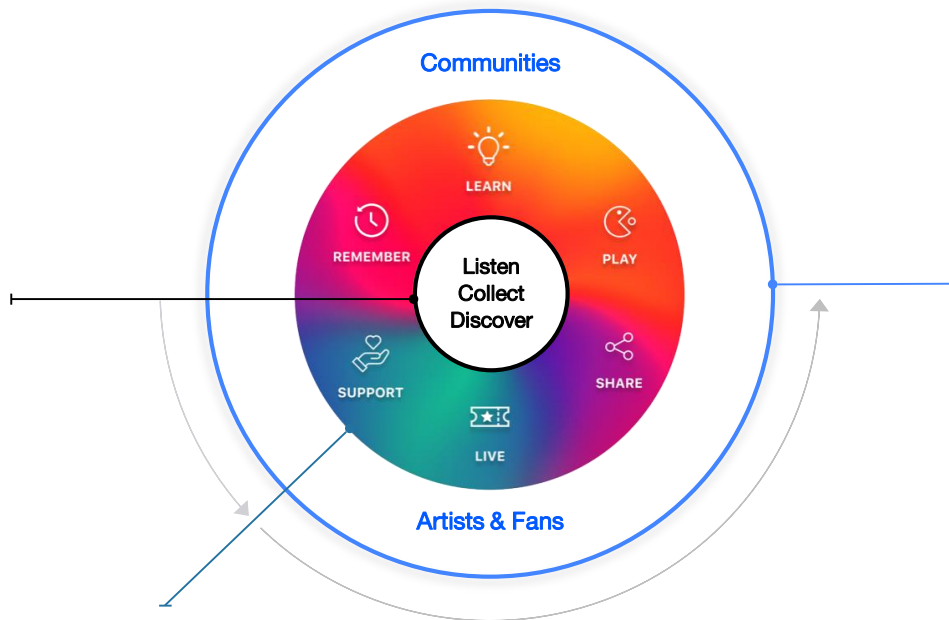 Communities
LEARN
REMEMBER
PLAY
Listen
Collect
Discover
SUPPORT
SHARE
LIVE
Artists & Fans